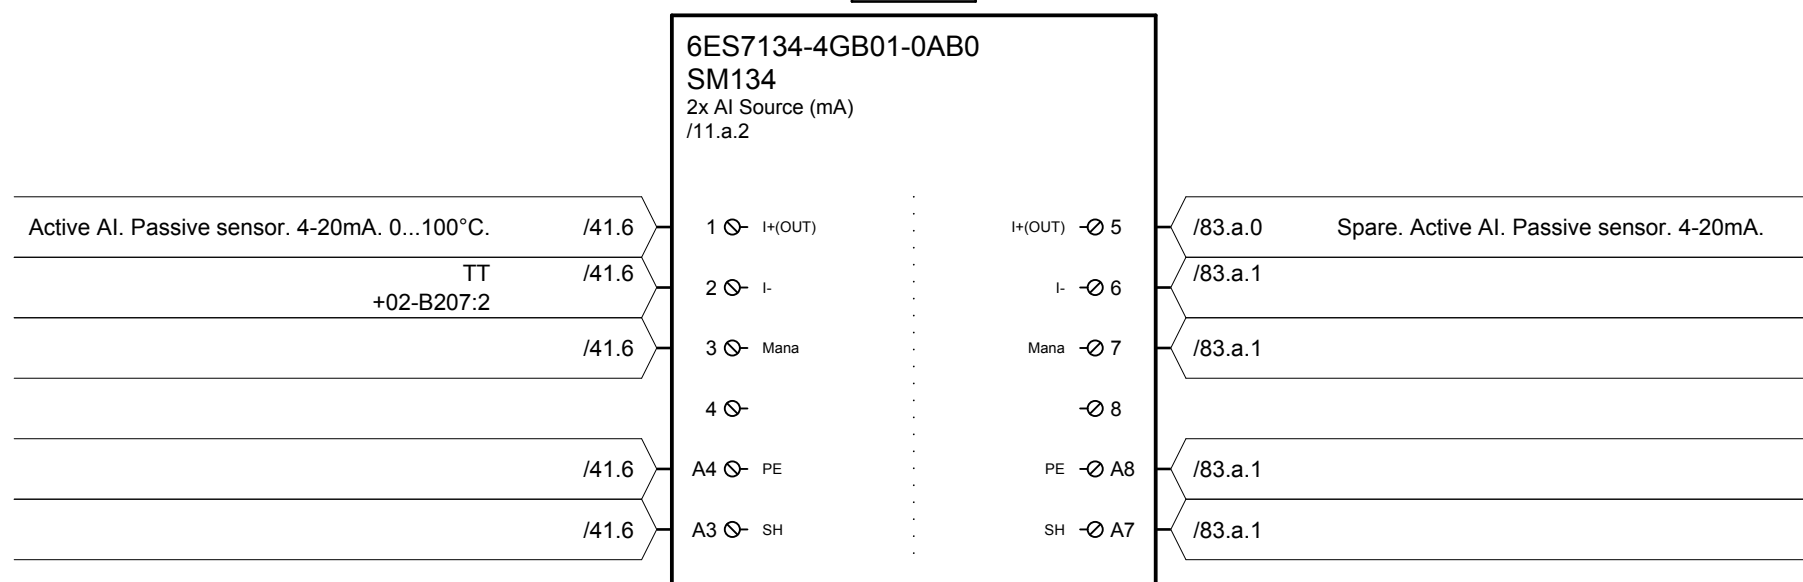 6ES7134-4GB01-0AB0
SM134
2x AI Source (mA)
/11.a.2
Active AI. Passive sensor. 4-20mA. 0...100°C. /41.6 1 I+(OUT) I+(OUT) 5 /83.a.0 Spare. Active AI. Passive sensor. 4-20mA.
TT /41.6 2 I- I- 6 /83.a.1
+02-B207:2
/41.6 3 Mana Mana 7 /83.a.1
4 8
/41.6 A4 PE PE A8 /83.a.1
/41.6 A3 SH SH A7 /83.a.1